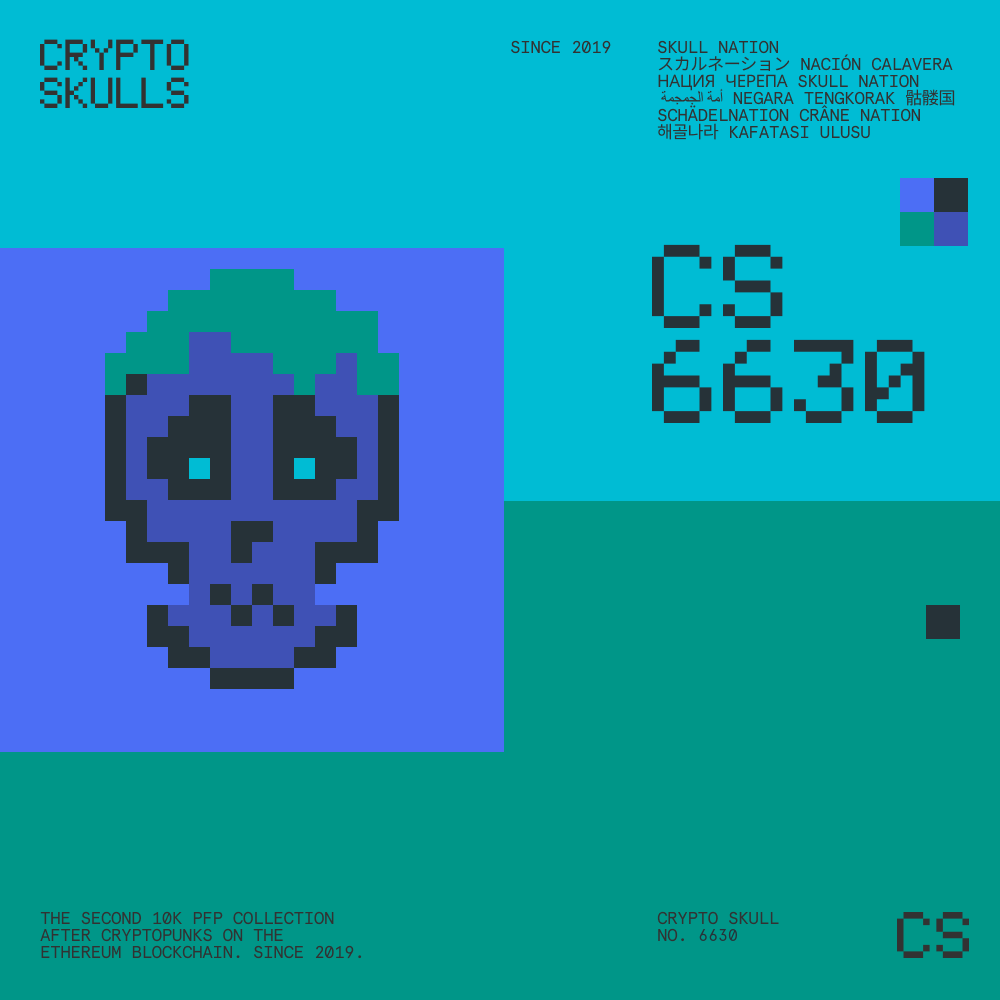 CRYPTO
SKULLS
SINCE 2019
SKULL NATION
スカルネーション NACIÓN CALAVERA
НАЦИЯ ЧЕРЕПА SKULL NATION
أمة الجمجمة NEGARA TENGKORAK 骷髅国
SCHÄDELNATION CRÂNE NATION
해골나라 KAFATASI ULUSU
CS
6630
THE SECOND 10K PFP COLLECTION
AFTER CRYPTOPUNKS ON THE
ETHEREUM BLOCKCHAIN. SINCE 2019.
CRYPTO SKULL
NO. 6630
CS